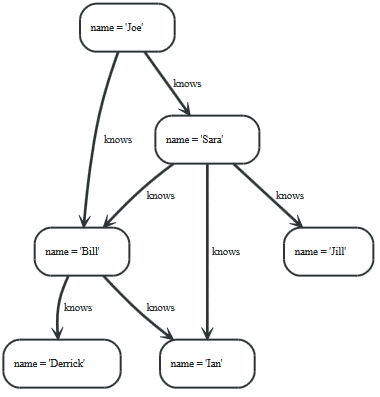 name = 'Joe'
knows
knows
name = 'Sara'
knows
knows
knows
name = 'Bill'
name = 'Jill'
knows
knows
name = 'Derrick'
name = 'Ian'